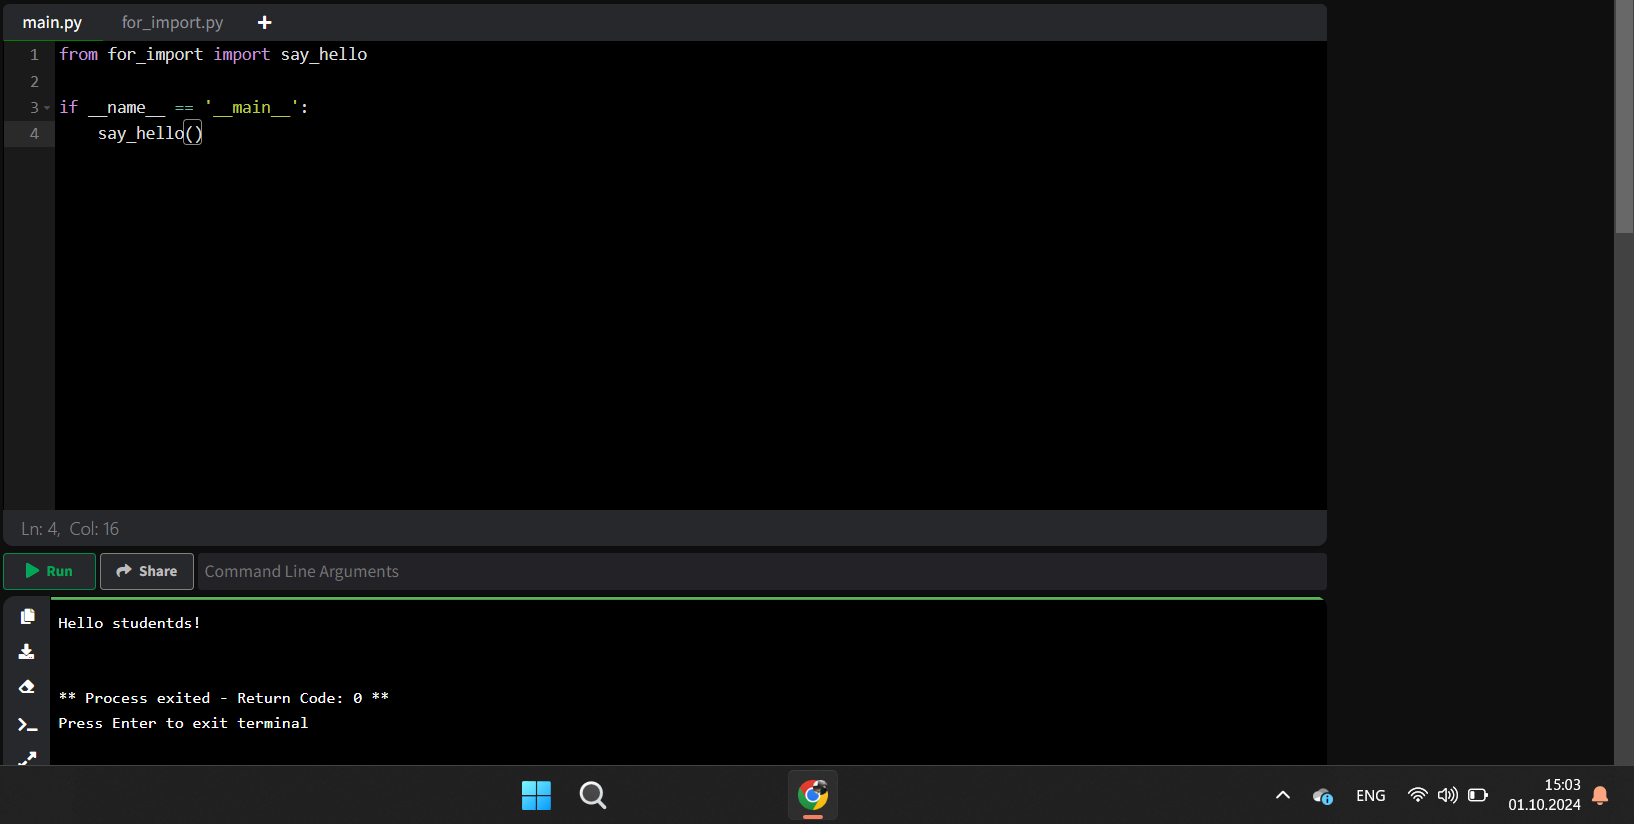 main.py for_import.py +
1 from for_import import say_hello
2
3 if __name__ == '__main__':
4 say_hello()
Ln: 4, Col: 16
Run Share Command Line Arguments
Hello studentds!
** Process exited - Return Code: 0 **
Press Enter to exit terminal
ENG 15:03
01.10.2024